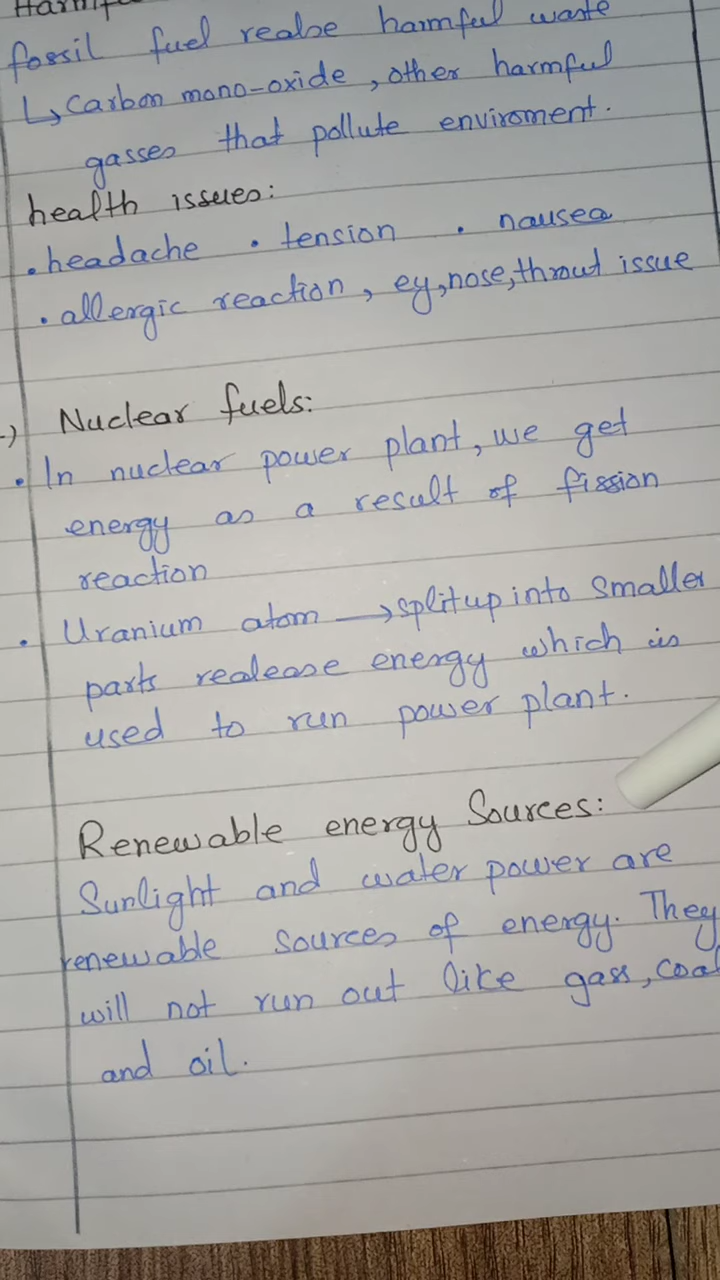 fossil fuel realse harmful waste
↳ Carbon mono-oxide, other harmful
gasses that pollute enviroment.
health issues:
• headache • tension • nausea
• allergic reaction, ey, nose, throut issue
Nuclear fuels:
• In nuclear power plant, we get
energy as a result of fission
reaction
• Uranium atom → split up into smaller
parts realease energy which is
used to run power plant.
Renewable energy Sources:
Sunlight and water power are
renewable sources of energy. They
will not run out like gass, coal
and oil.